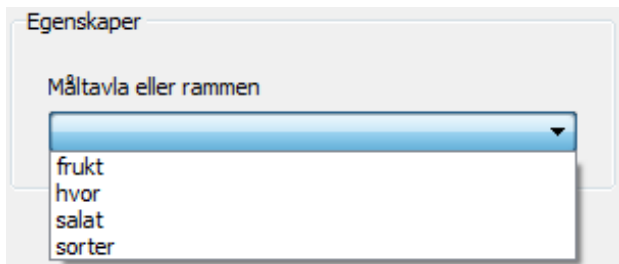 Egenskaper
Måltavla eller rammen
frukt
hvor
salat
sorter